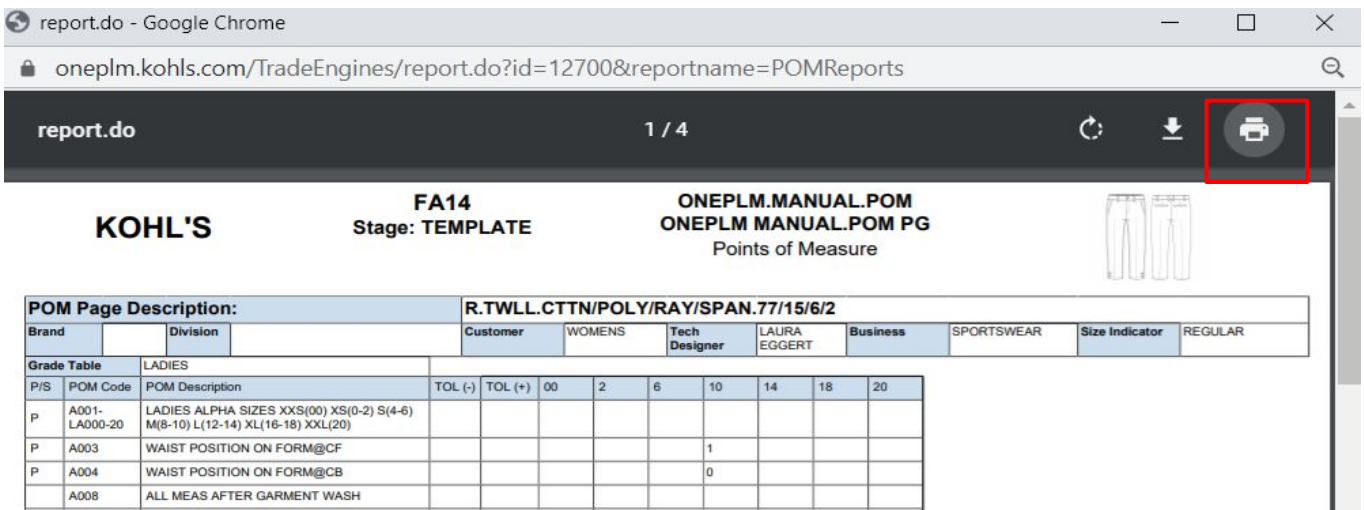 report.do - Google Chrome
oneplm.kohls.com/TradeEngines/report.do?id=12700&reportname=POMReports
report.do 1 / 4
KOHL'S
FA14
Stage: TEMPLATE
ONEPLM.MANUAL.POM
ONEPLM MANUAL.POM PG
Points of Measure
POM Page Description: R.TWLL.CTTN/POLY/RAY/SPAN.77/15/6/2
Brand Division Customer WOMENS Tech Designer LAURA EGGERT Business SPORTSWEAR Size Indicator REGULAR
Grade Table LADIES
P/S POM Code POM Description TOL (-) TOL (+) 00 2 6 10 14 18 20
P A001-LA000-20 LADIES ALPHA SIZES XXS(00) XS(0-2) S(4-6) M(8-10) L(12-14) XL(16-18) XXL(20)
P A003 WAIST POSITION ON FORM@CF 1
P A004 WAIST POSITION ON FORM@CB 0
A008 ALL MEAS AFTER GARMENT WASH